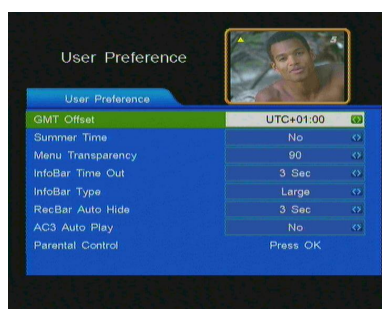 User Preference
User Preference
GMT Offset UTC+01:00
Summer Time No
Menu Transparency 90
InfoBar Time Out 3 Sec
InfoBar Type Large
RecBar Auto Hide 3 Sec
AC3 Auto Play No
Parental Control Press OK